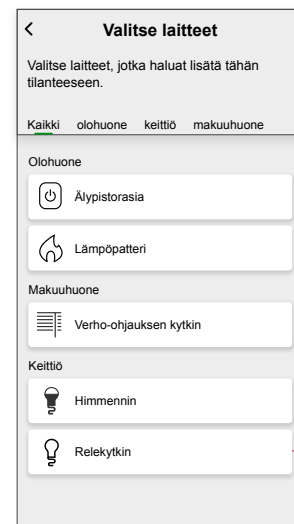 Valitse laitteet
Valitse laitteet, jotka haluat lisätä tähän
tilanteeseen.
Kaikki olohuone keittiö makuuhuone
Olohuone
Älypistorasia
Lämpöpatteri
Makuuhuone
Verho-ohjauksen kytkin
Keittiö
Himmennin
Relekytkin